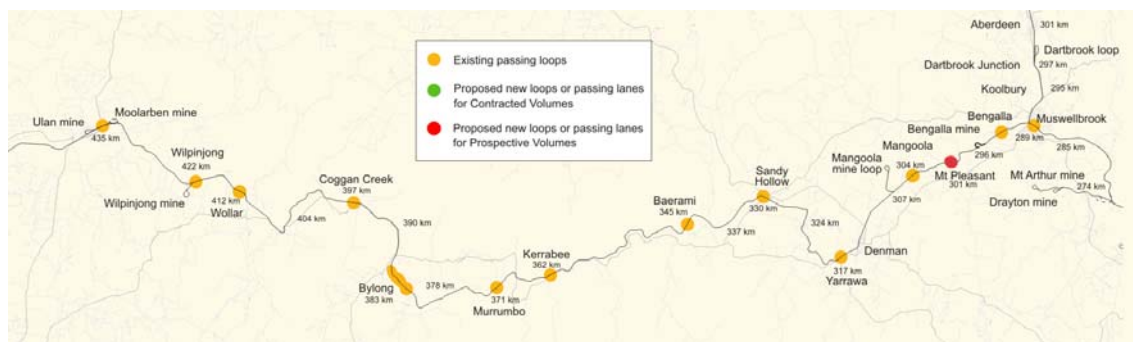 Existing passing loops
Proposed new loops or passing lanes
for Contracted Volumes
Proposed new loops or passing lanes
for Prospective Volumes
Ulan mine
Moolarben mine
435 km
Wilpinjong
422 km
Wilpinjong mine
412 km
Wollar
404 km
Coggan Creek
397 km
390 km
Bylong
383 km
378 km
371 km
Murrumbo
Kerrabee
362 km
Baerami
345 km
337 km
Sandy
Hollow
330 km
324 km
317 km
Yarrawa
Denman
307 km
Mangoola
mine loop
Mangoola
304 km
Mt Pleasant
301 km
Bengalla
Bengalla mine
296 km
Muswellbrook
289 km
285 km
Mt Arthur mine
274 km
Drayton mine
Aberdeen
301 km
Dartbrook loop
Dartbrook Junction
297 km
Koolbury
295 km